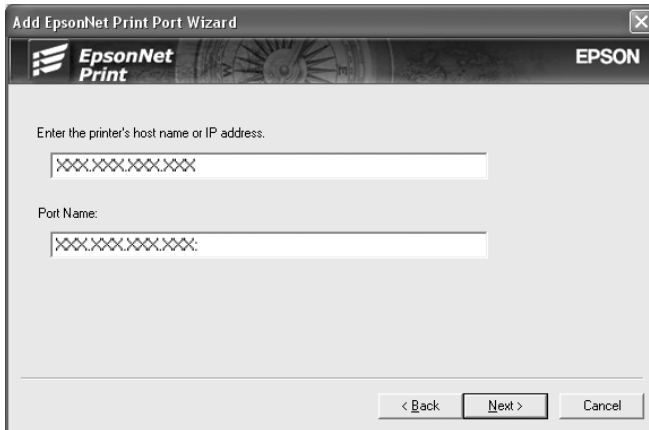 Add EpsonNet Print Port Wizard
EpsonNet
Print
EPSON
Enter the printer's host name or IP address.
XXX.XXX.XXX.XXX
Port Name:
XXX.XXX.XXX.XXX:
< Back
Next >
Cancel